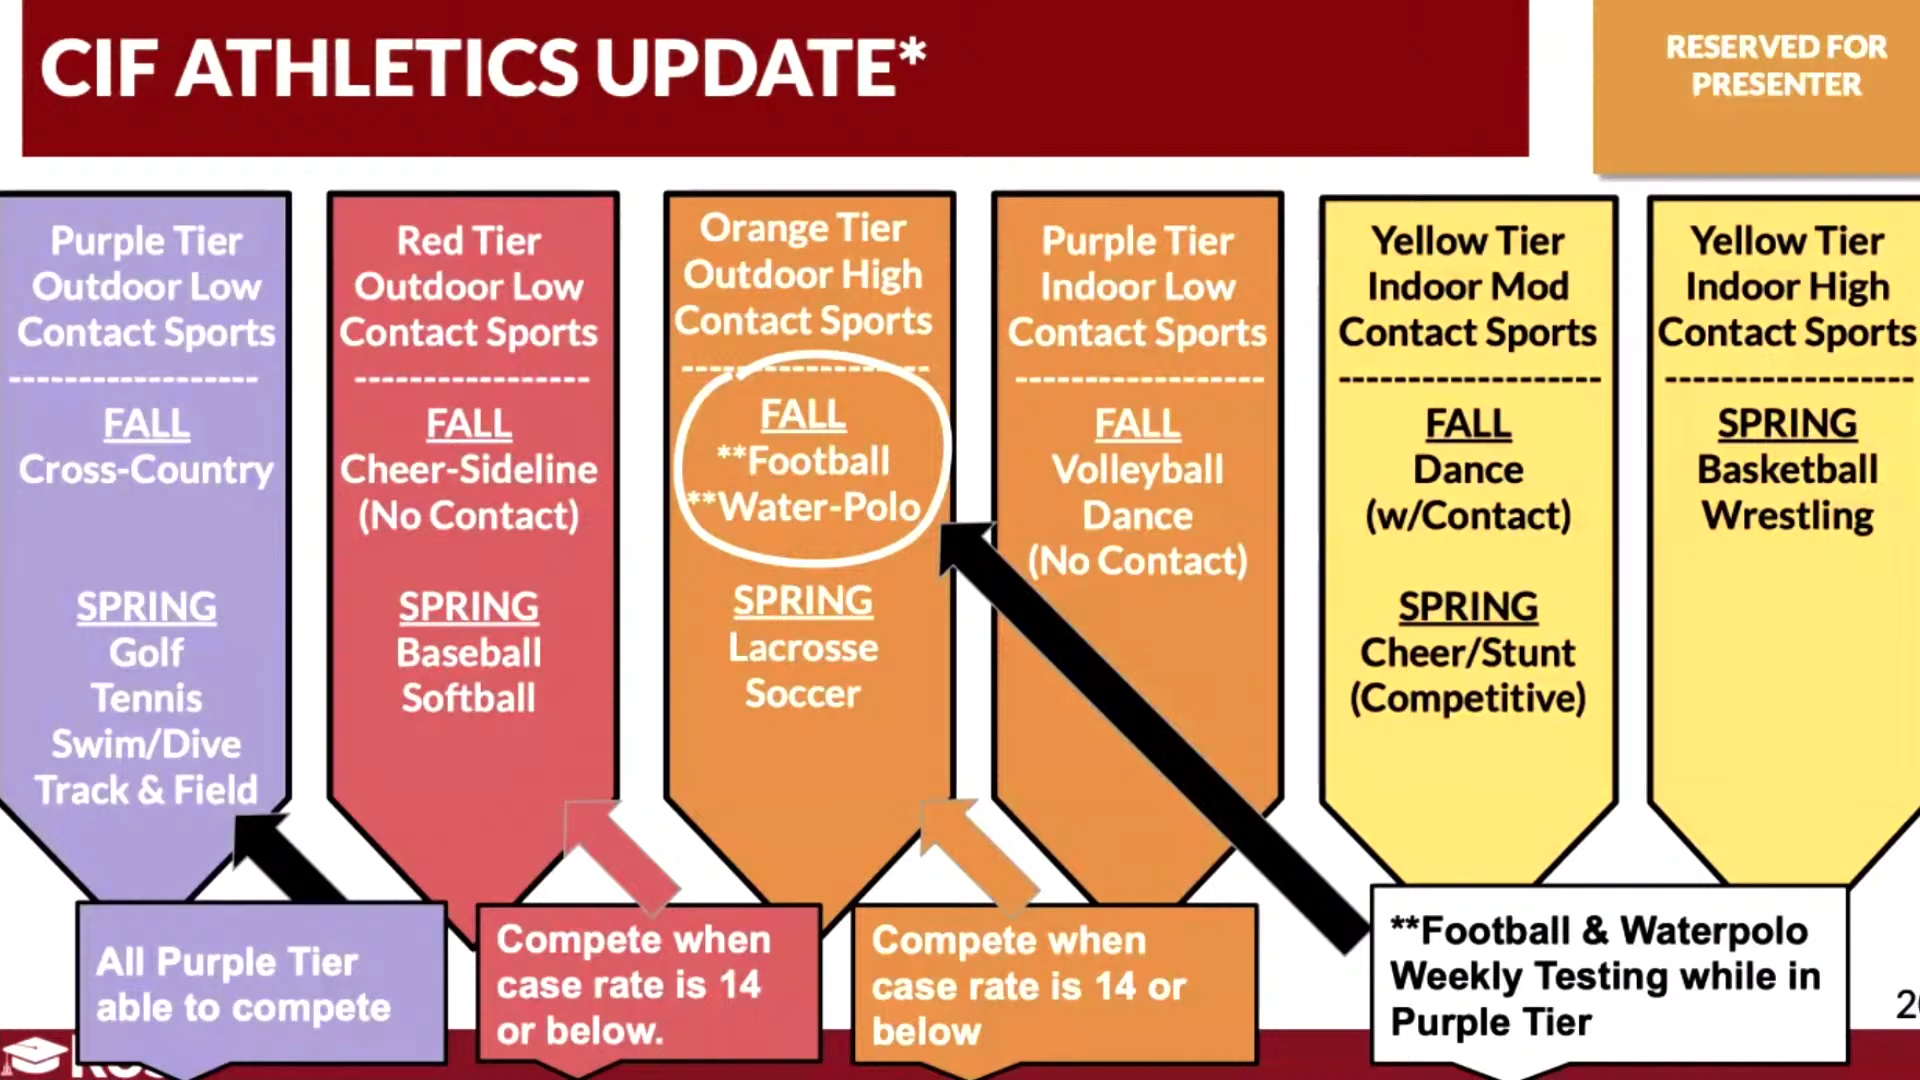 CIF ATHLETICS UPDATE*
RESERVED FOR
PRESENTER
Purple Tier
Outdoor Low
Contact Sports
------------------
FALL
Cross-Country
SPRING
Golf
Tennis
Swim/Dive
Track & Field
Red Tier
Outdoor Low
Contact Sports
-----------------
FALL
Cheer-Sideline
(No Contact)
SPRING
Baseball
Softball
Orange Tier
Outdoor High
Contact Sports
------------------
FALL
**Football
**Water-Polo
SPRING
Lacrosse
Soccer
Purple Tier
Indoor Low
Contact Sports
------------------
FALL
Volleyball
Dance
(No Contact)
Yellow Tier
Indoor Mod
Contact Sports
-------------------
FALL
Dance
(w/Contact)
SPRING
Cheer/Stunt
(Competitive)
Yellow Tier
Indoor High
Contact Sports
------------------
SPRING
Basketball
Wrestling
All Purple Tier
able to compete
Compete when
case rate is 14
or below.
Compete when
case rate is 14 or
below
**Football & Waterpolo
Weekly Testing while in
Purple Tier